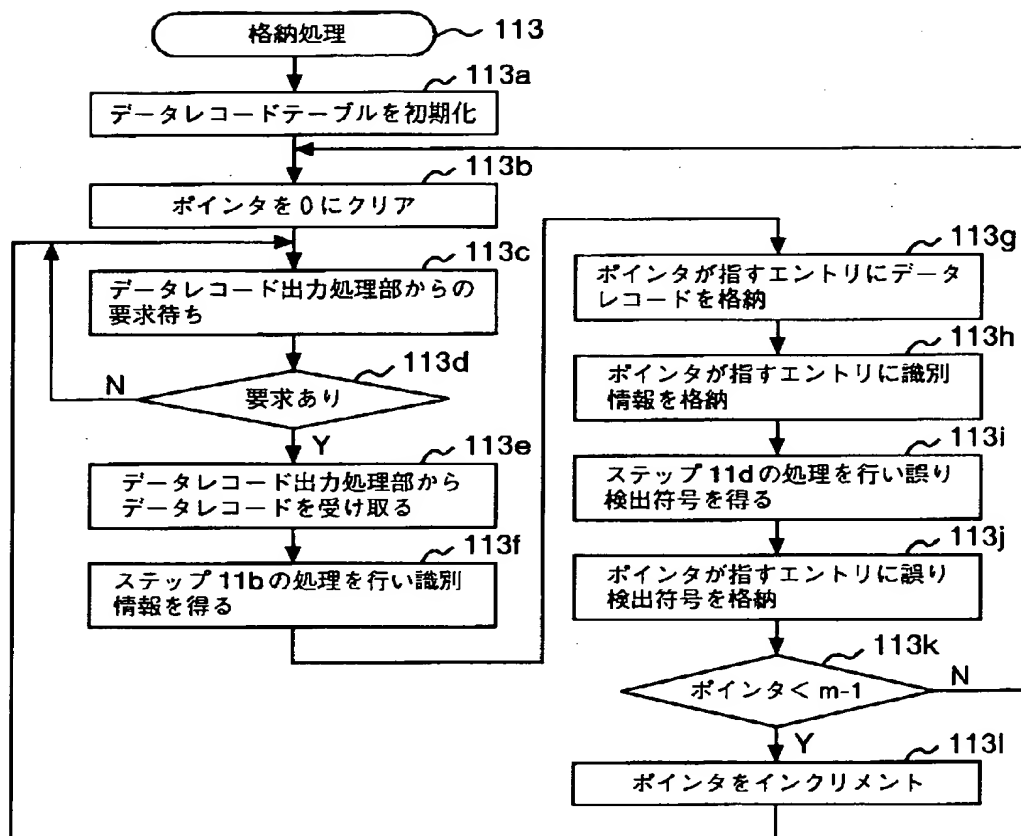 格納処理
113
113a
データレコードテーブルを初期化
113b
ポインタを0にクリア
113c
データレコード出力処理部からの
要求待ち
113d
N
要求あり
Y
113e
データレコード出力処理部から
データレコードを受け取る
113f
ステップ11bの処理を行い識別
情報を得る
113g
ポインタが指すエントリにデータ
レコードを格納
113h
ポインタが指すエントリに識別
情報を格納
113i
ステップ11dの処理を行い誤り
検出符号を得る
113j
ポインタが指すエントリに誤り
検出符号を格納
113k
ポインタ< m-1
N
Y
113l
ポインタをインクリメント